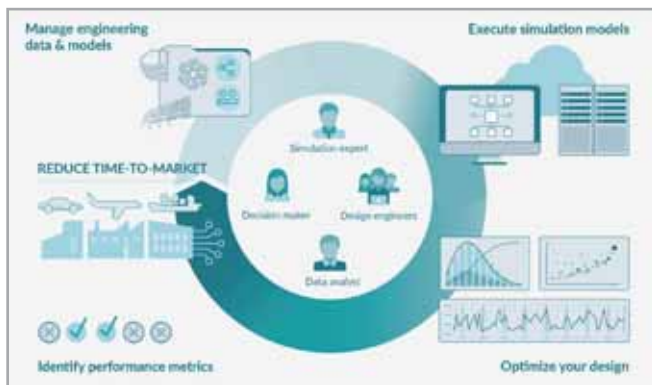 Manage engineering
data & models
Execute simulation models
Simulation expert
REDUCE TIME-TO-MARKET
Decision maker
Design engineers
Data analyst
Identify performance metrics
Optimize your design